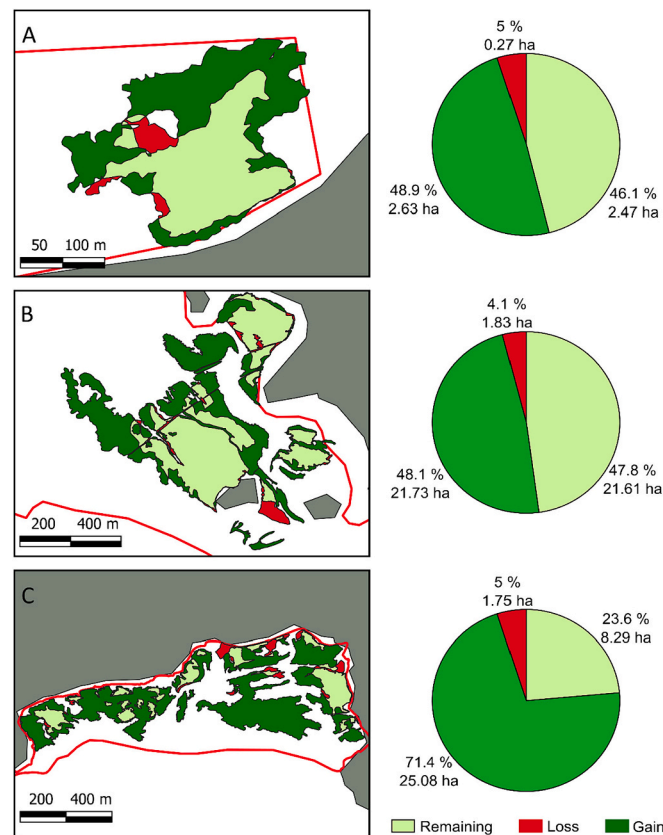 A
50 100 m
5 %
0.27 ha
48.9 %
2.63 ha
46.1 %
2.47 ha
B
200 400 m
4.1 %
1.83 ha
48.1 %
21.73 ha
47.8 %
21.61 ha
C
200 400 m
5 %
1.75 ha
23.6 %
8.29 ha
71.4 %
25.08 ha
Remaining Loss Gain